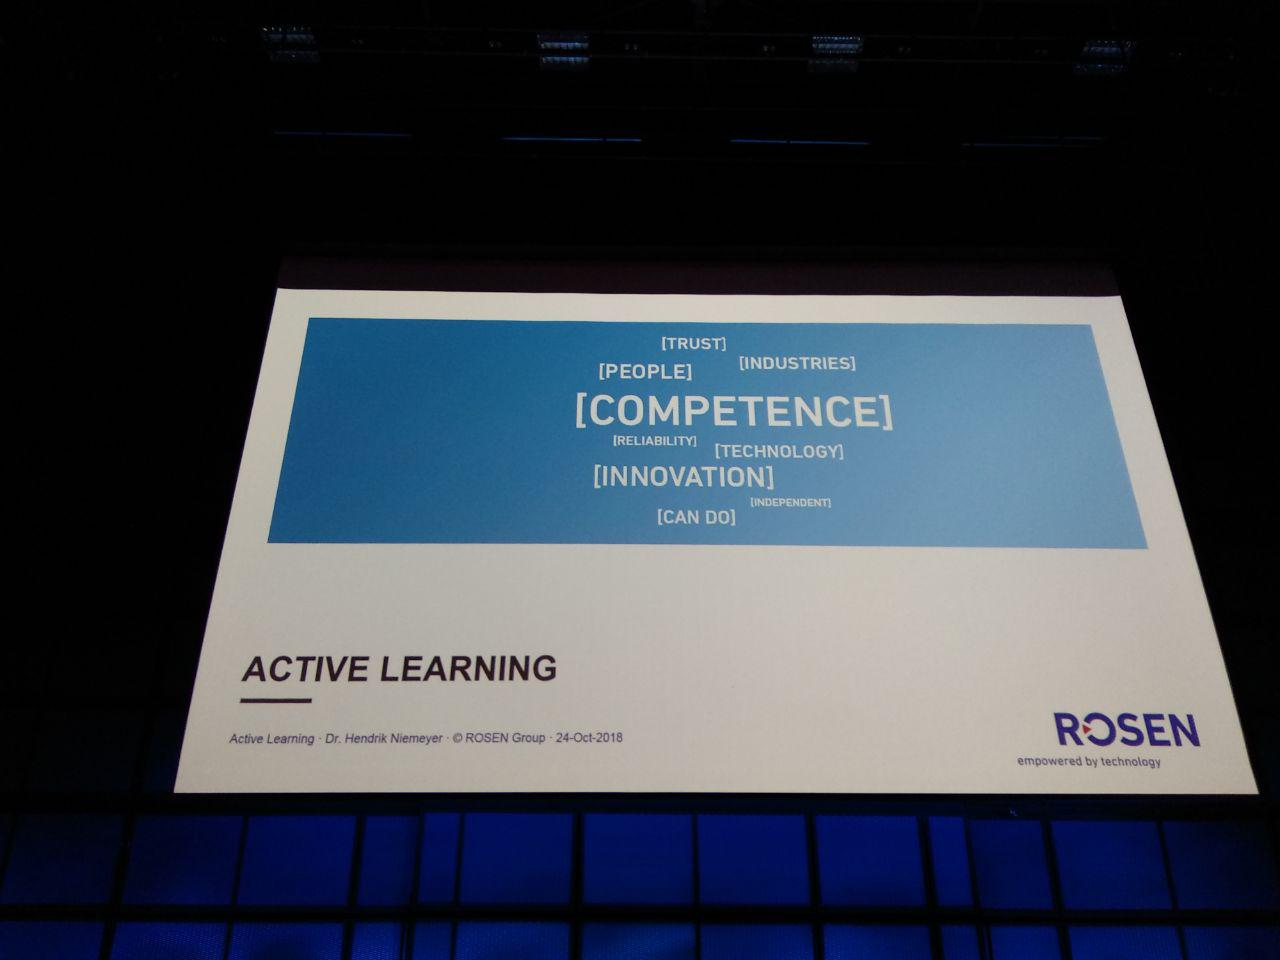 [TRUST]
[INDUSTRIES]
[PEOPLE]
[COMPETENCE]
[RELIABILITY]
[TECHNOLOGY]
[INNOVATION]
[INDEPENDENT]
[CAN DO]
ACTIVE LEARNING
Active Learning · Dr. Hendrik Niemeyer · © ROSEN Group · 24-Oct-2018
ROSEN
empowered by technology